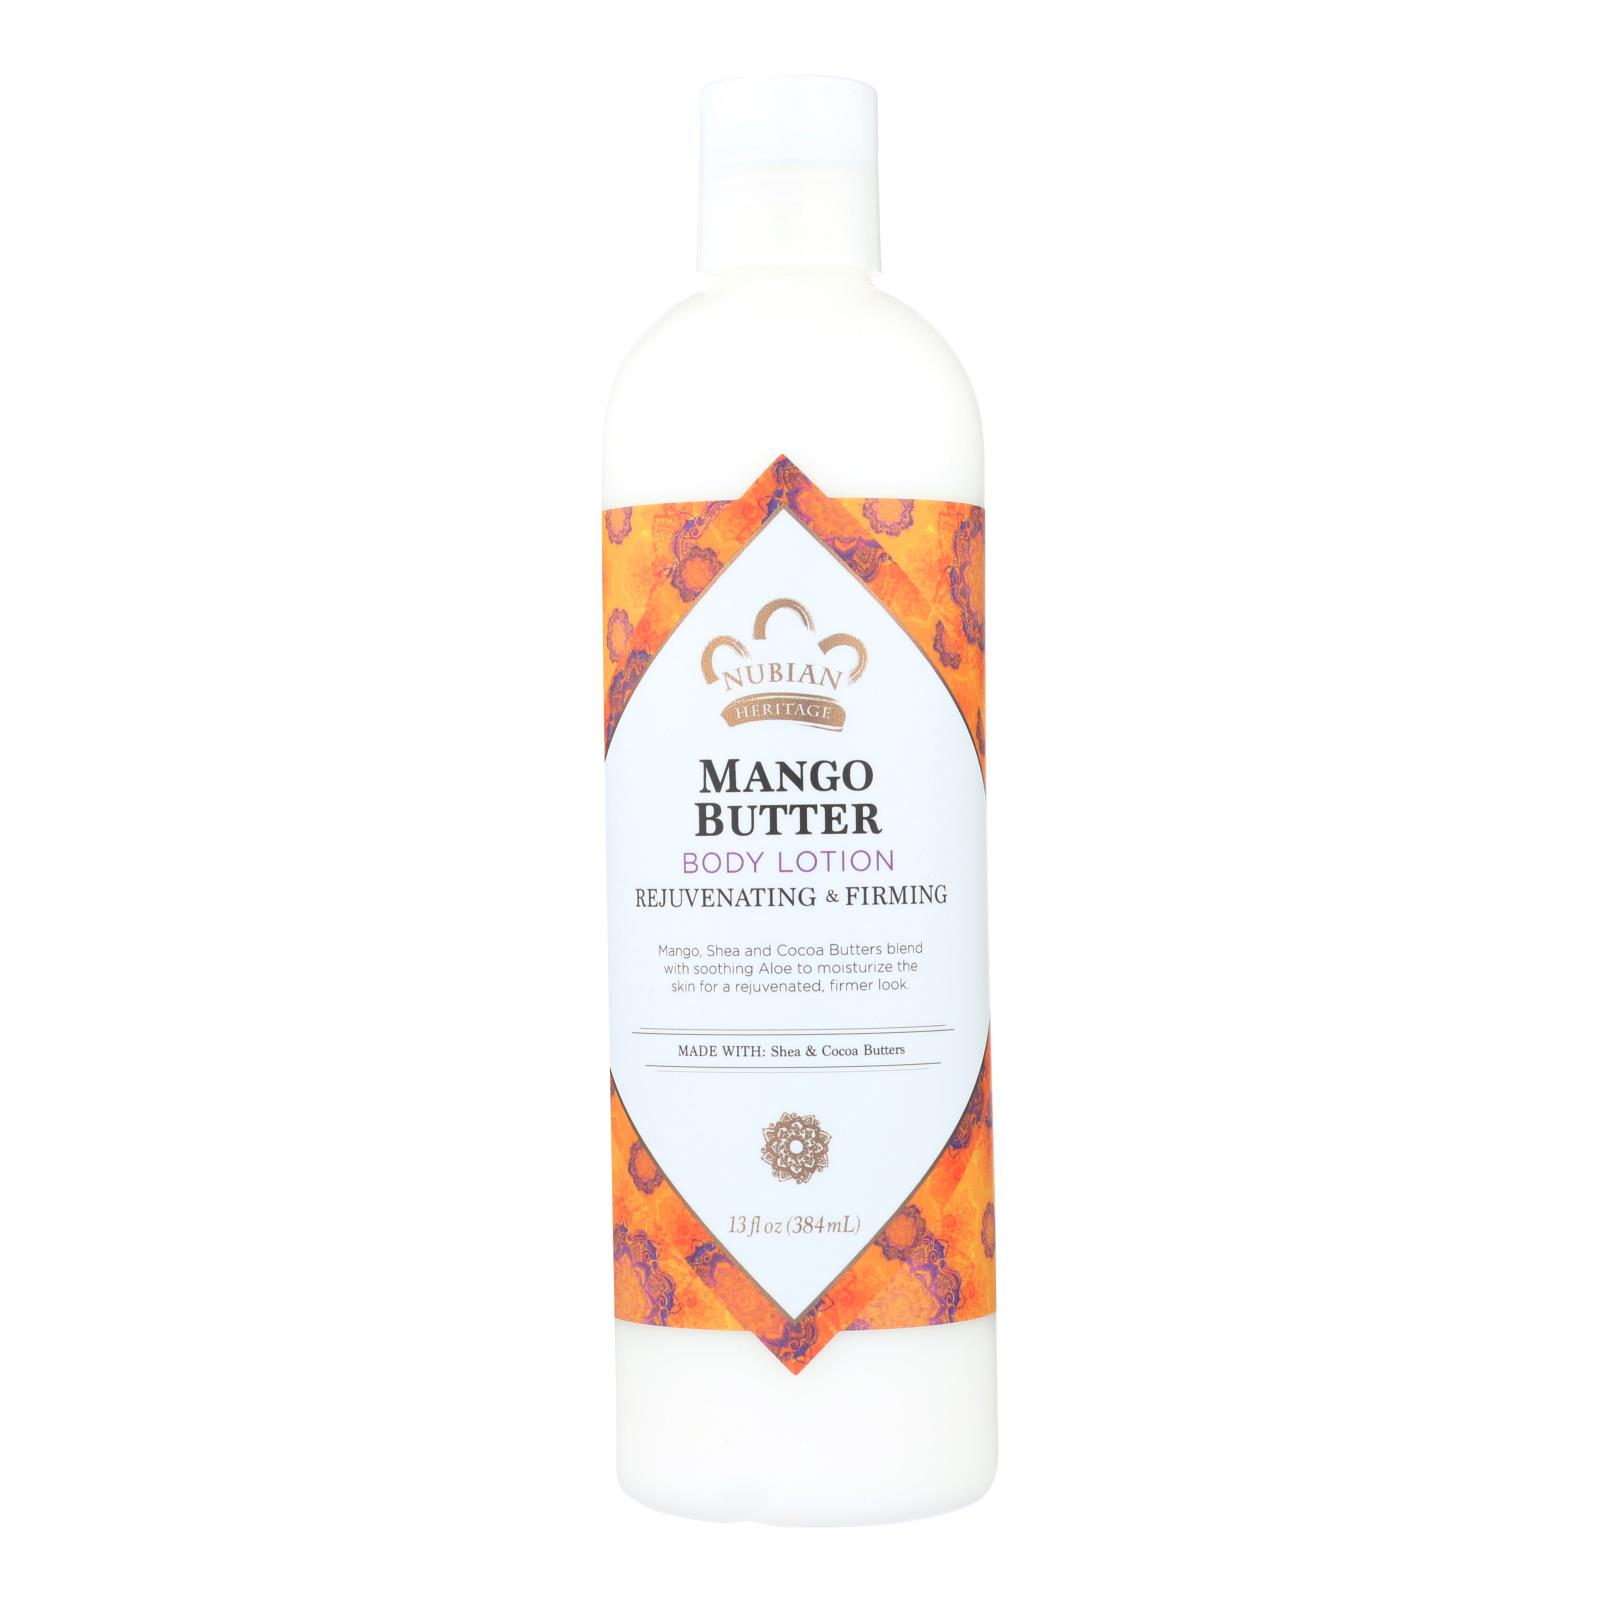 NUBIAN
HERITAGE
MANGO
BUTTER
BODY LOTION
REJUVENATING & FIRMING
Mango, Shea and Cocoa Butters blend
with soothing Aloe to moisturize the
skin for a rejuvenated, firmer look.
MADE WITH: Shea & Cocoa Butters
13 fl oz (384 mL)